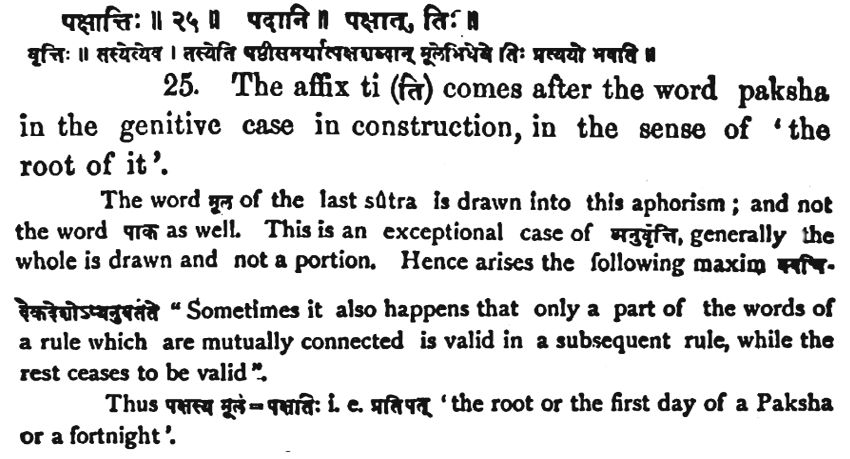 पक्षात्तिः ॥ २५ ॥ पदानि ॥ पक्षात्, तिः ॥
वृत्तिः ॥ तस्येत्येव । तस्येति षष्ठीसमर्थात्पक्षशब्दान् मूलेभिधेये तिः प्रत्ययो भवति ॥
25. The affix ti (ति) comes after the word paksha
in the genitive case in construction, in the sense of 'the
root of it'.
The word मूल of the last sûtra is drawn into this aphorism; and not
the word पाक as well. This is an exceptional case of अनुवृत्ति, generally the
whole is drawn and not a portion. Hence arises the following maxim क्वचि-
देकदेशोऽप्यनुवर्तते "Sometimes it also happens that only a part of the words of
a rule which are mutually connected is valid in a subsequent rule, while the
rest ceases to be valid".
Thus पक्षस्य मूलं = पक्षातिः i. e. प्रतिपत् 'the root or the first day of a Paksha
or a fortnight'.